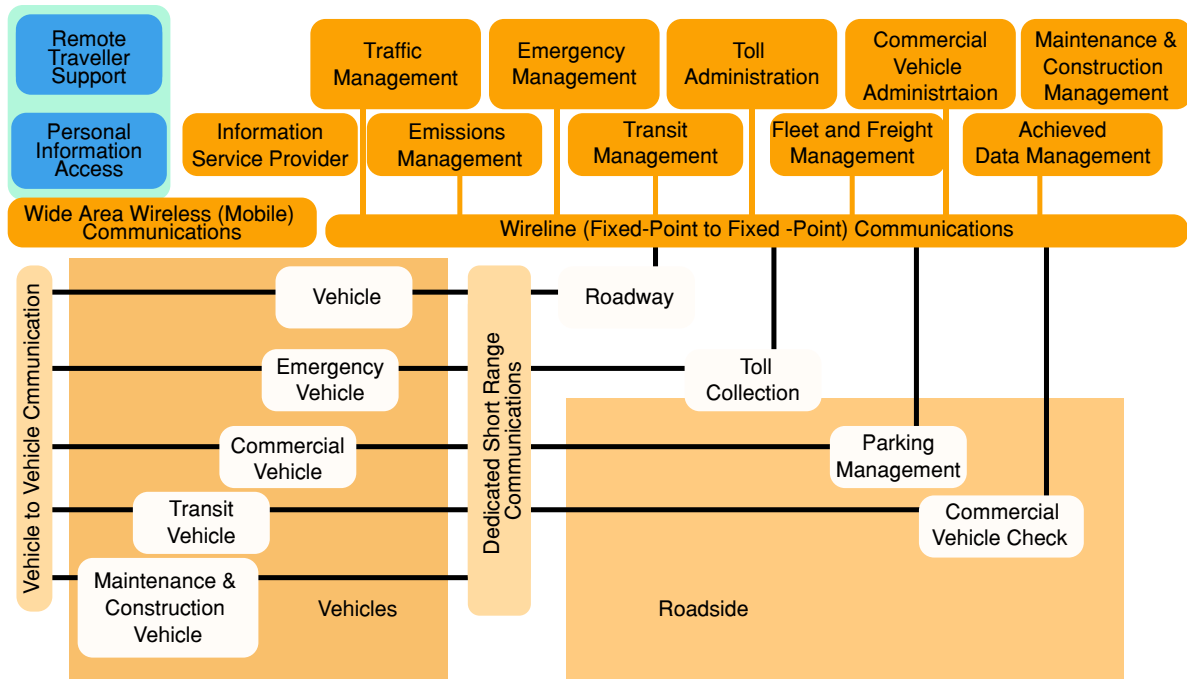 Remote
Traveller
Support
Personal
Information
Access
Traffic
Management
Emergency
Management
Toll
Administration
Commercial
Vehicle
Administrtaion
Maintenance &
Construction
Management
Information
Service Provider
Emissions
Management
Transit
Management
Fleet and Freight
Management
Achieved
Data Management
Wide Area Wireless (Mobile)
Communications
Wireline (Fixed-Point to Fixed -Point) Communications
Vehicle to Vehicle Cmmunication
Vehicle
Emergency
Vehicle
Commercial
Vehicle
Transit
Vehicle
Maintenance &
Construction
Vehicle
Vehicles
Dedicated Short Range
Communications
Roadway
Toll
Collection
Parking
Management
Commercial
Vehicle Check
Roadside